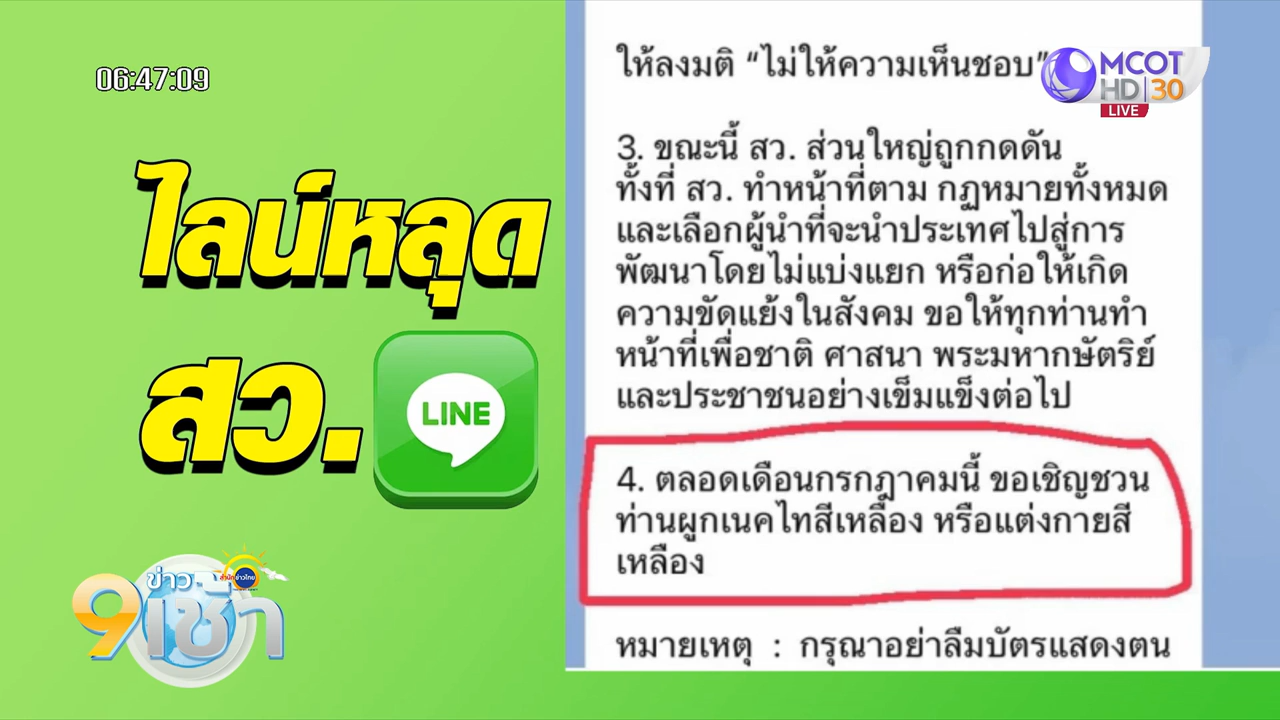 06:47:09
MCOT
HD 30
LIVE
ไลน์หลุด
สว.
LINE
ข่าว
สำนักข่าวไทย
9เช้า
ให้ลงมติ “ไม่ให้ความเห็นชอบ”
3. ขณะนี้ สว. ส่วนใหญ่ถูกกดดัน
ทั้งที่ สว. ทำหน้าที่ตาม กฎหมายทั้งหมด
และเลือกผู้นำที่จะนำประเทศไปสู่การ
พัฒนาโดยไม่แบ่งแยก หรือก่อให้เกิด
ความขัดแย้งในสังคม ขอให้ทุกท่านทำ
หน้าที่เพื่อชาติ ศาสนา พระมหากษัตริย์
และประชาชนอย่างเข็มแข็งต่อไป
4. ตลอดเดือนกรกฎาคมนี้ ขอเชิญชวน
ท่านผูกเนคไทสีเหลือง หรือแต่งกายสี
เหลือง
หมายเหตุ : กรุณาอย่าลืมบัตรแสดงตน